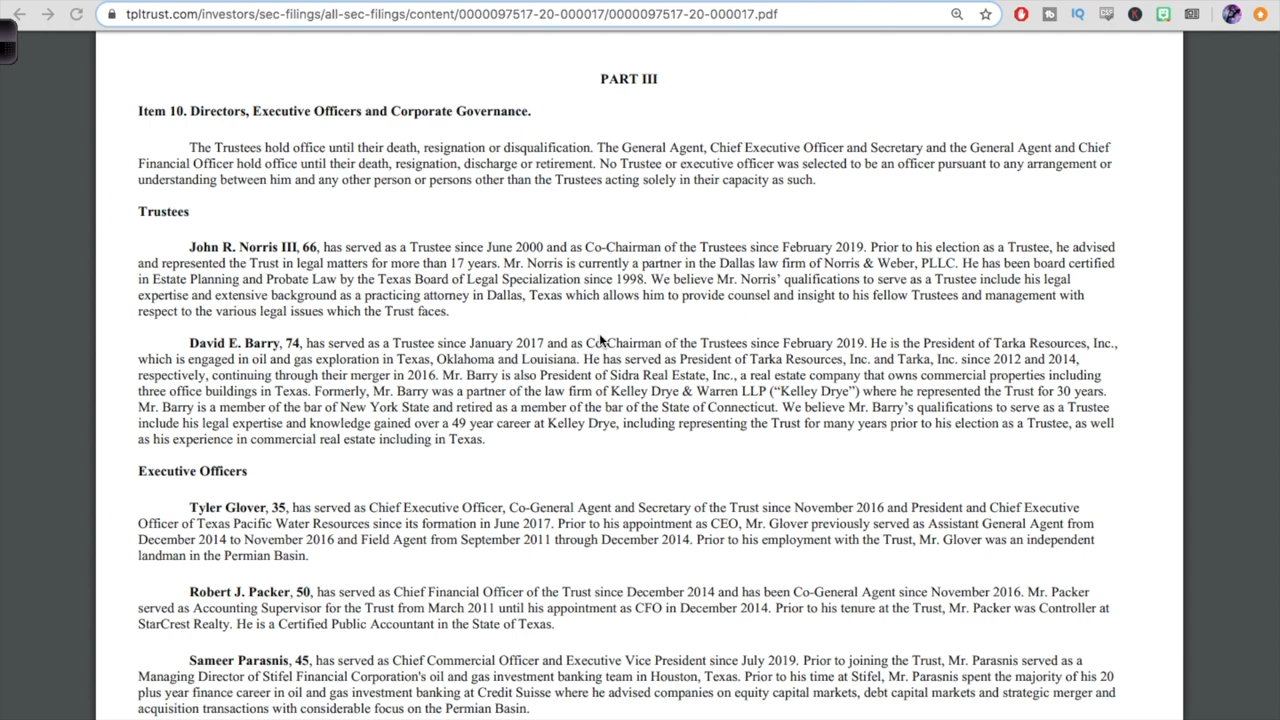 tpltrust.com/investors/sec-filings/all-sec-filings/content/0000097517-20-000017/0000097517-20-000017.pdf
PART III
Item 10. Directors, Executive Officers and Corporate Governance.
The Trustees hold office until their death, resignation or disqualification. The General Agent, Chief Executive Officer and Secretary and the General Agent and Chief
Financial Officer hold office until their death, resignation, discharge or retirement. No Trustee or executive officer was selected to be an officer pursuant to any arrangement or
understanding between him and any other person or persons other than the Trustees acting solely in their capacity as such.
Trustees
John R. Norris III, 66, has served as a Trustee since June 2000 and as Co-Chairman of the Trustees since February 2019. Prior to his election as a Trustee, he advised
and represented the Trust in legal matters for more than 17 years. Mr. Norris is currently a partner in the Dallas law firm of Norris & Weber, PLLC. He has been board certified
in Estate Planning and Probate Law by the Texas Board of Legal Specialization since 1998. We believe Mr. Norris’ qualifications to serve as a Trustee include his legal
expertise and extensive background as a practicing attorney in Dallas, Texas which allows him to provide counsel and insight to his fellow Trustees and management with
respect to the various legal issues which the Trust faces.
David E. Barry, 74, has served as a Trustee since January 2017 and as Co-Chairman of the Trustees since February 2019. He is the President of Tarka Resources, Inc.,
which is engaged in oil and gas exploration in Texas, Oklahoma and Louisiana. He has served as President of Tarka Resources, Inc. and Tarka, Inc. since 2012 and 2014,
respectively, continuing through their merger in 2016. Mr. Barry is also President of Sidra Real Estate, Inc., a real estate company that owns commercial properties including
three office buildings in Texas. Formerly, Mr. Barry was a partner of the law firm of Kelley Drye & Warren LLP (“Kelley Drye”) where he represented the Trust for 30 years.
Mr. Barry is a member of the bar of New York State and retired as a member of the bar of the State of Connecticut. We believe Mr. Barry’s qualifications to serve as a Trustee
include his legal expertise and knowledge gained over a 49 year career at Kelley Drye, including representing the Trust for many years prior to his election as a Trustee, as well
as his experience in commercial real estate including in Texas.
Executive Officers
Tyler Glover, 35, has served as Chief Executive Officer, Co-General Agent and Secretary of the Trust since November 2016 and President and Chief Executive
Officer of Texas Pacific Water Resources since its formation in June 2017. Prior to his appointment as CEO, Mr. Glover previously served as Assistant General Agent from
December 2014 to November 2016 and Field Agent from September 2011 through December 2014. Prior to his employment with the Trust, Mr. Glover was an independent
landman in the Permian Basin.
Robert J. Packer, 50, has served as Chief Financial Officer of the Trust since December 2014 and has been Co-General Agent since November 2016. Mr. Packer
served as Accounting Supervisor for the Trust from March 2011 until his appointment as CFO in December 2014. Prior to his tenure at the Trust, Mr. Packer was Controller at
StarCrest Realty. He is a Certified Public Accountant in the State of Texas.
Sameer Parasnis, 45, has served as Chief Commercial Officer and Executive Vice President since July 2019. Prior to joining the Trust, Mr. Parasnis served as a
Managing Director of Stifel Financial Corporation's oil and gas investment banking team in Houston, Texas. Prior to his time at Stifel, Mr. Parasnis spent the majority of his 20
plus year finance career in oil and gas investment banking at Credit Suisse where he advised companies on equity capital markets, debt capital markets and strategic merger and
acquisition transactions with considerable focus on the Permian Basin.